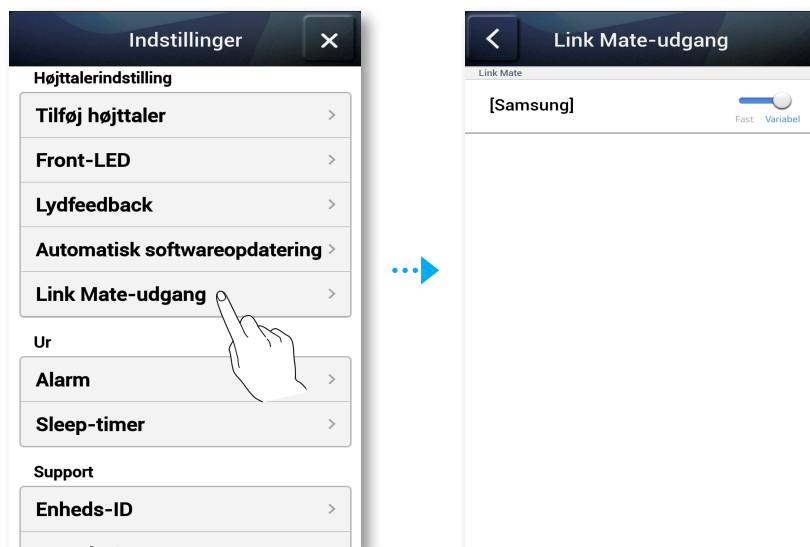 Indstillinger
Højttalerindstilling
Tilføj højttaler
Front-LED
Lydfeedback
Automatisk softwareopdatering
Link Mate-udgang
Ur
Alarm
Sleep-timer
Support
Enheds-ID
Link Mate-udgang
Link Mate
[Samsung]
Fast Variabel